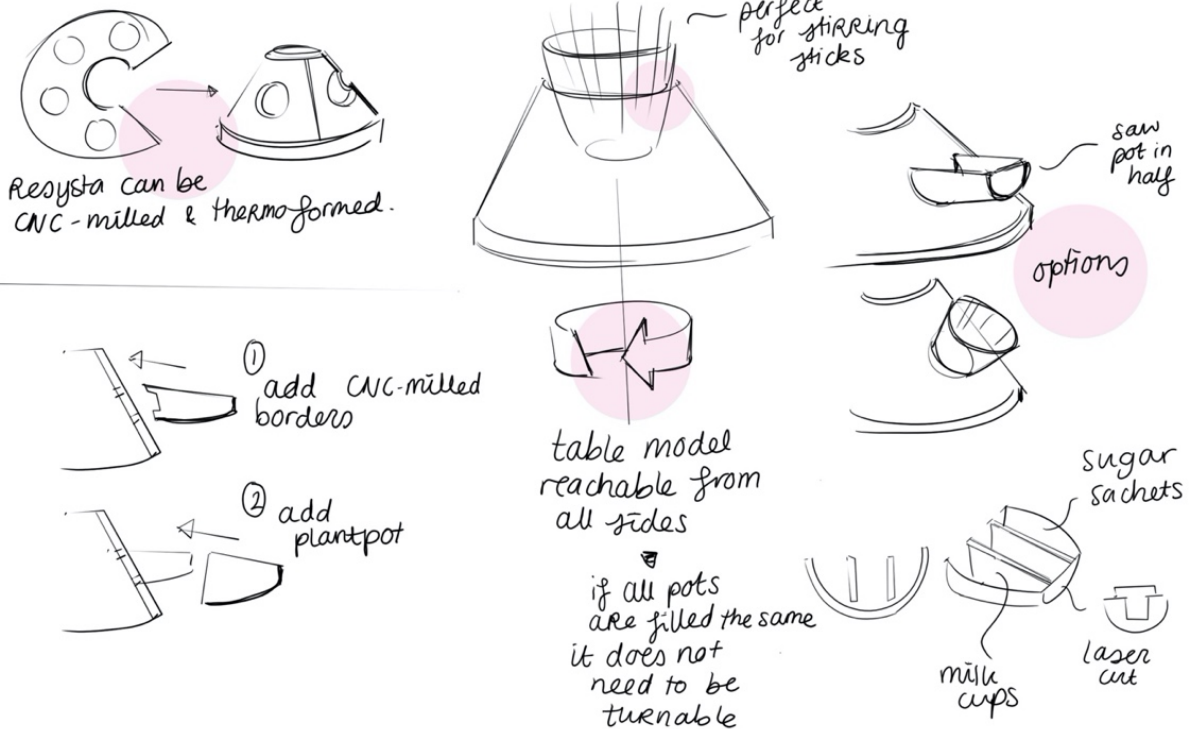 Resysta can be
CNC-milled & thermoformed.
perfect
for stirring
sticks
saw
pot in
half
options
①
add CNC-milled
borders
② add
plantpot
table model
reachable from
all sides
if all pots
are filled the same
it does not
need to be
turnable
sugar
sachets
milk
cups
laser
cut